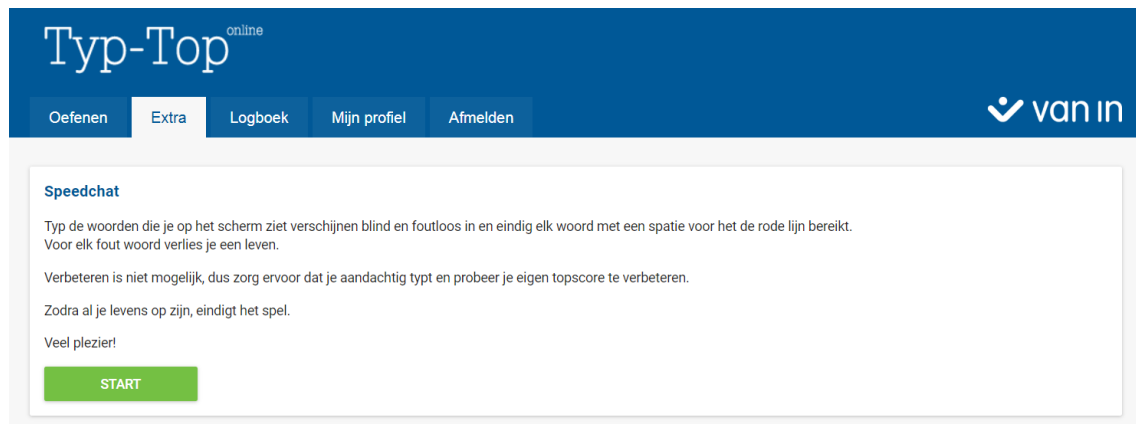 Typ-Top online
Oefenen Extra Logboek Mijn profiel Afmelden
van in
Speedchat
Typ de woorden die je op het scherm ziet verschijnen blind en foutloos in en eindig elk woord met een spatie voor het de rode lijn bereikt.
Voor elk fout woord verlies je een leven.
Verbeteren is niet mogelijk, dus zorg ervoor dat je aandachtig typt en probeer je eigen topscore te verbeteren.
Zodra al je levens op zijn, eindigt het spel.
Veel plezier!
START